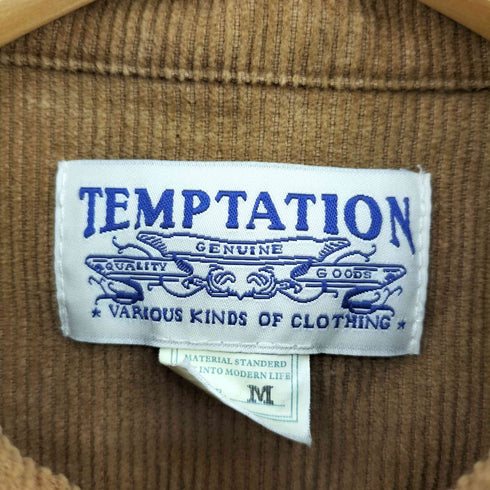 TEMPTATION
GENUINE
QUALITY GOODS
★ VARIOUS KINDS OF CLOTHING ★
MATERIAL STANDERD
INTO MODERN LIFE
M